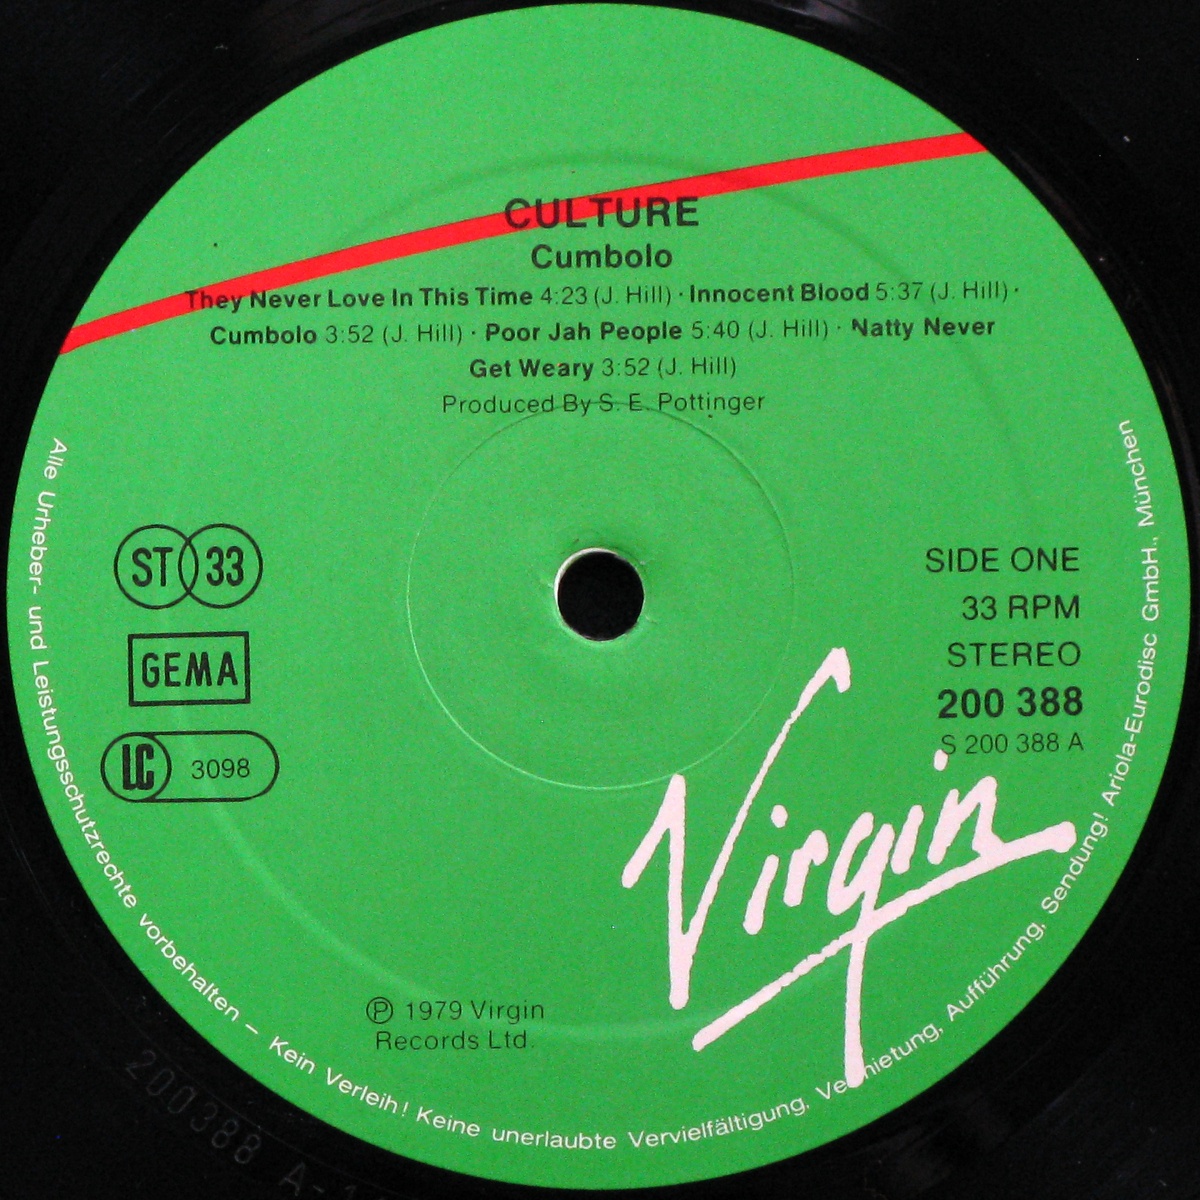 CULTURE
Cumbolo
They Never Love In This Time 4:23 (J. Hill) · Innocent Blood 5:37 (J. Hill) ·
Cumbolo 3:52 (J. Hill) · Poor Jah People 5:40 (J. Hill) · Natty Never
Get Weary 3:52 (J. Hill)
Produced By S. E. Pottinger
ST 33
GEMA
LC 3098
SIDE ONE
33 RPM
STEREO
200 388
S 200 388 A
Virgin
℗ 1979 Virgin
Records Ltd.
Alle Urheber- und Leistungsschutzrechte vorbehalten – Kein Verleih! Keine unerlaubte Vervielfältigung, Vermietung, Aufführung, Sendung! Ariola-Eurodisc GmbH., München
200388 A-